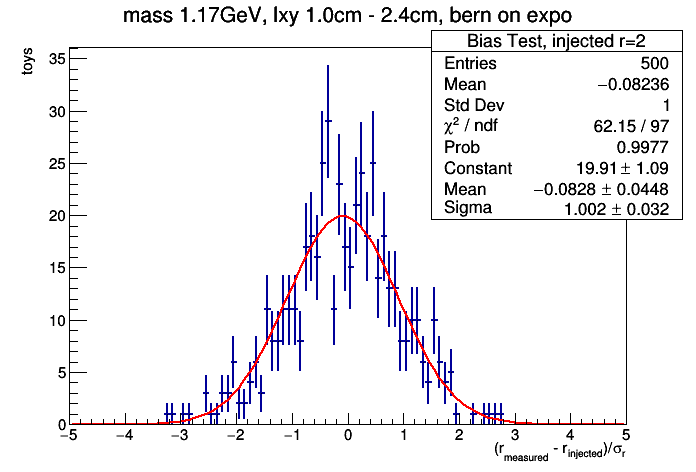 mass 1.17GeV, lxy 1.0cm - 2.4cm, bern on expo
Bias Test, injected r=2
Entries 500
Mean −0.08236
Std Dev 1
χ² / ndf 62.15 / 97
Prob 0.9977
Constant 19.91 ± 1.09
Mean −0.0828 ± 0.0448
Sigma 1.002 ± 0.032
toys
35
30
25
20
15
10
5
0
−5 −4 −3 −2 −1 0 1 2 3 4 5
(r_measured - r_injected)/σ_r